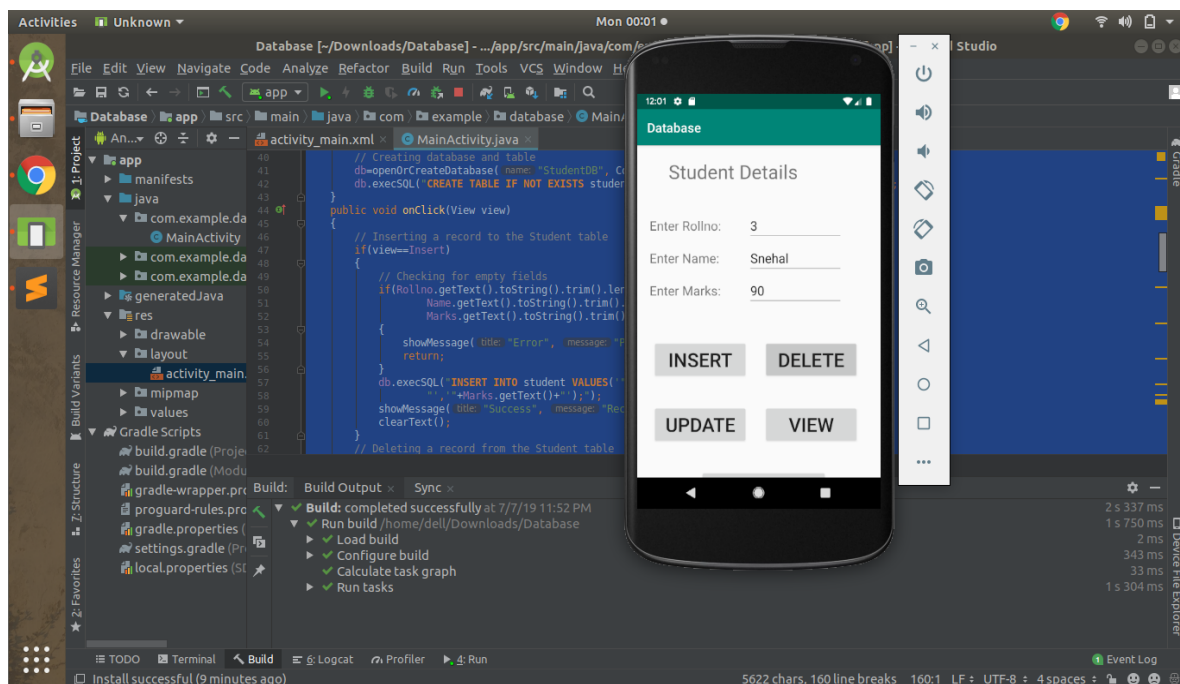 Activities Unknown Mon 00:01
Database [~/Downloads/Database] - .../app/src/main/java/com/ l Studio
File Edit View Navigate Code Analyze Refactor Build Run Tools VCS Window
app
Database app src main java com example database
An... activity_main.xml MainActivity.java
1: Project
Resource Manager
Build Variants
Z: Structure
2: Favorites
app
manifests
java
com.example.da
MainActivity
com.example.da
com.example.da
generatedJava
res
drawable
layout
activity_main.
mipmap
values
Gradle Scripts
build.gradle (Proje
build.gradle (Modu
gradle-wrapper.pro
proguard-rules.pro
gradle.properties (
settings.gradle (Pr
local.properties (SD
40 // Creating database and table
41 db=openOrCreateDatabase( name: "StudentDB", Co
42 db.execSQL("CREATE TABLE IF NOT EXISTS studen
43 }
44 public void onClick(View view)
45 {
46 // Inserting a record to the Student table
47 if(view==Insert)
48 {
49 // Checking for empty fields
50 if(Rollno.getText().toString().trim().len
51 Name.getText().toString().trim().
52 Marks.getText().toString().trim()
53 {
54 showMessage( title: "Error", message: "P
55 return;
56 }
57 db.execSQL("INSERT INTO student VALUES('"
58 "','"+Marks.getText()+"');");
59 showMessage( title: "Success", message: "Rec
60 clearText();
61 }
62 // Deleting a record from the Student table
12:01
Database
Student Details
Enter Rollno: 3
Enter Name: Snehal
Enter Marks: 90
INSERT DELETE
UPDATE VIEW
Gradle
Device File Explorer
Build: Build Output × Sync ×
Build: completed successfully at 7/7/19 11:52 PM 2 s 337 ms
Run build /home/dell/Downloads/Database 1 s 750 ms
Load build 2 ms
Configure build 343 ms
Calculate task graph 33 ms
Run tasks 1 s 304 ms
TODO Terminal Build 6: Logcat Profiler 4: Run 1 Event Log
Install successful (9 minutes ago) 5622 chars, 160 line breaks 160:1 LF UTF-8 4 spaces